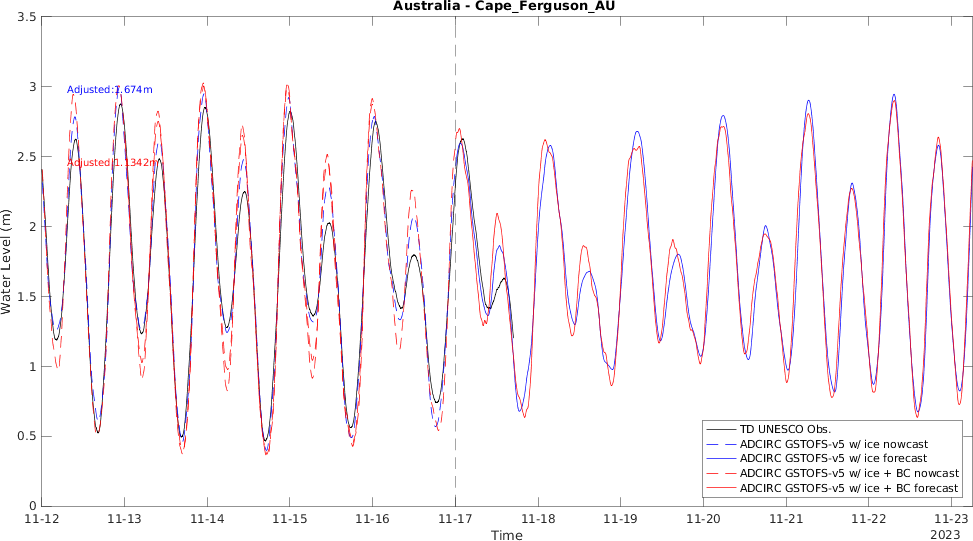 Australia - Cape_Ferguson_AU
3.5
3
2.5
2
1.5
1
0.5
0
Water Level (m)
Adjusted:
Adjusted:1.1342m
TD UNESCO Obs.
ADCIRC GSTOFS-v5 w/ ice nowcast
ADCIRC GSTOFS-v5 w/ ice forecast
ADCIRC GSTOFS-v5 w/ ice + BC nowcast
ADCIRC GSTOFS-v5 w/ ice + BC forecast
11-12 11-13 11-14 11-15 11-16 11-17 11-18 11-19 11-20 11-21 11-22 11-23
2023
Time